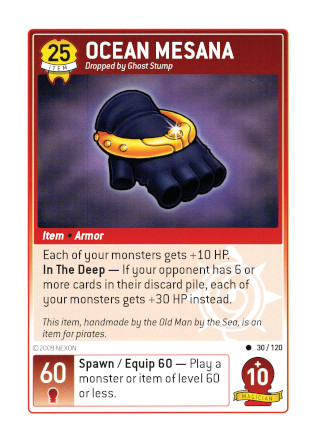 25
ITEM
OCEAN MESANA
Dropped by Ghost Stump
Item • Armor
Each of your monsters gets +10 HP.
In The Deep — If your opponent has 6
or more cards in their discard pile, each of
your monsters gets +30 HP instead.
This item, handmade by the Old Man by the Sea, is an
item for pirates.
©2009 NEXON
● 30/120
60
Spawn / Equip 60 — Play a
monster or item of level 60
or less.
+
10
MAGICIAN